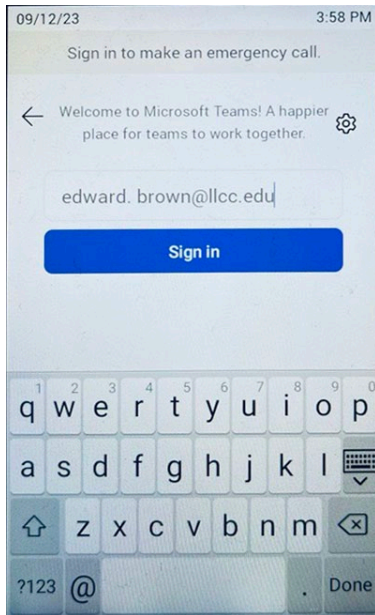 09/12/23 3:58 PM
Sign in to make an emergency call.
Welcome to Microsoft Teams! A happier
place for teams to work together.
edward. brown@llcc.edu
Sign in
1 2 3 4 5 6 7 8 9 0
q w e r t y u i o p
a s d f g h j k l
z x c v b n m
?123 @ . Done